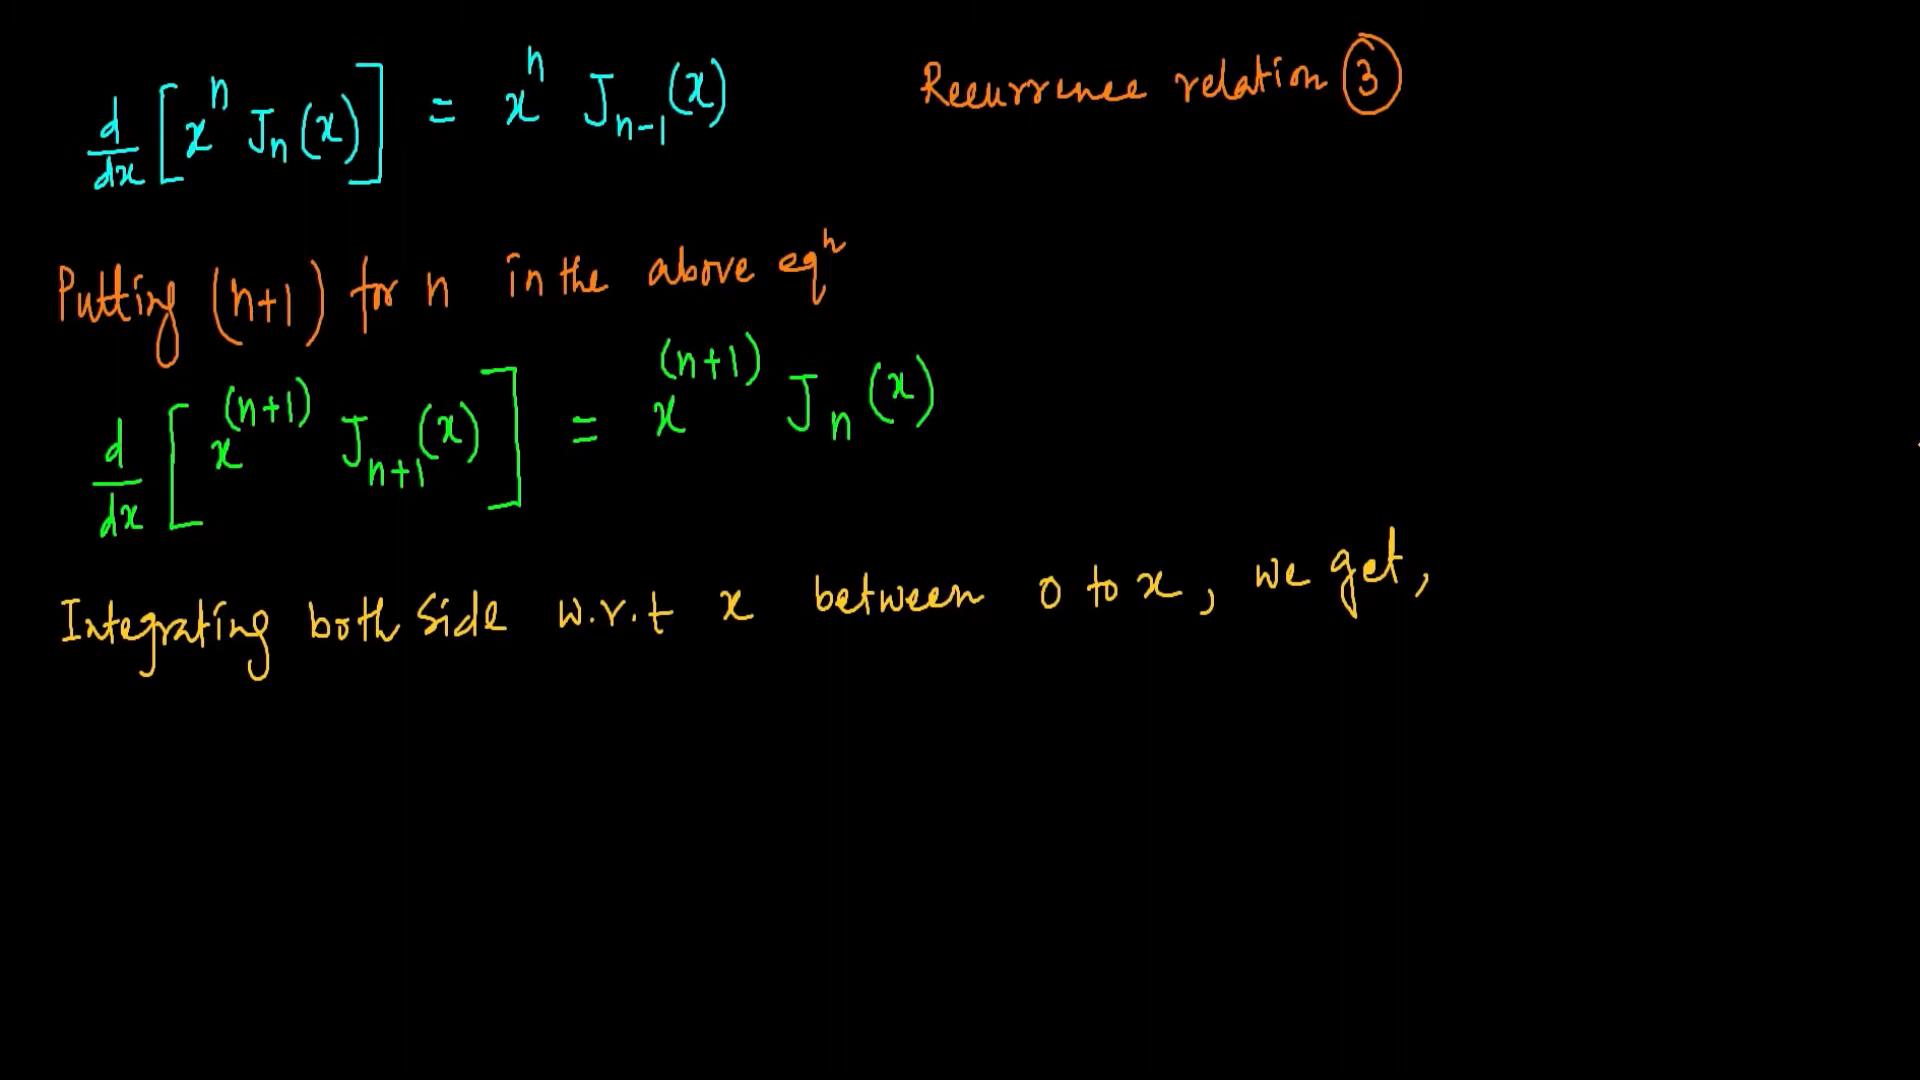 d/dx [x^n J_n(x)] = x^n J_{n-1}(x) Recurrence relation ③
Putting (n+1) for n in the above eq^n
d/dx [x^(n+1) J_{n+1}(x)] = x^(n+1) J_n(x)
Integrating both Side w.r.t x between 0 to x, we get,